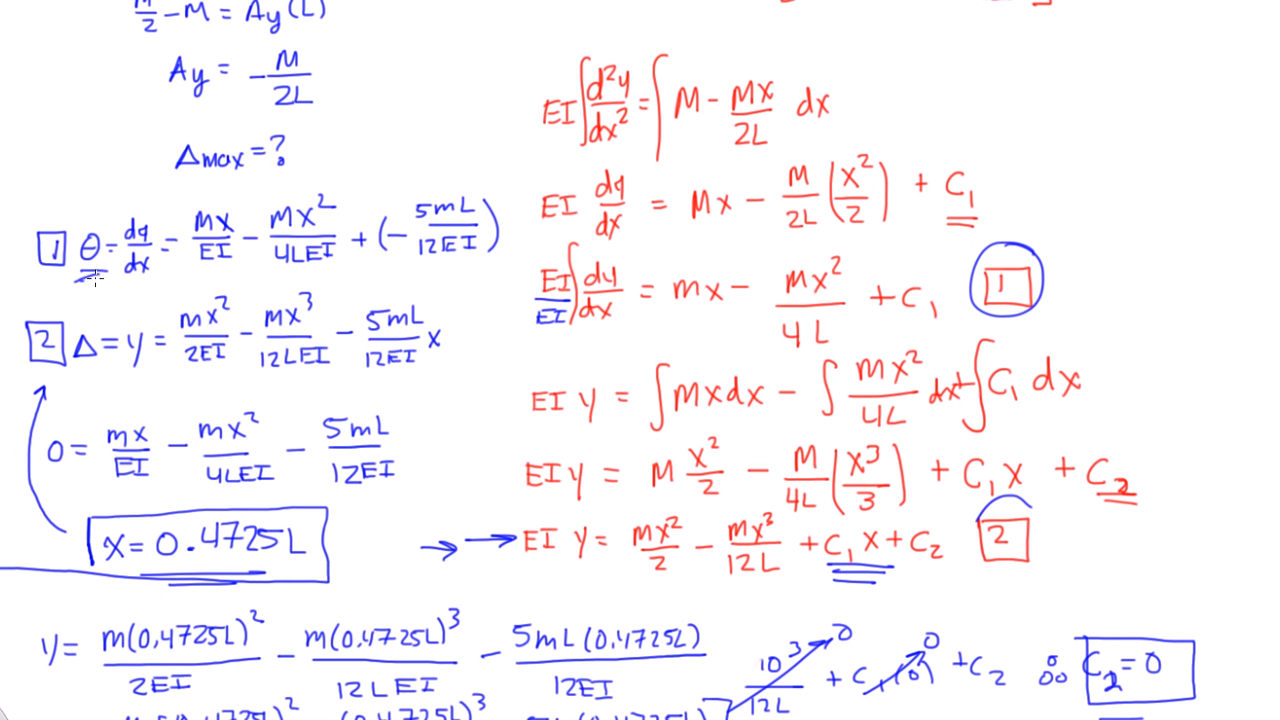 M/2 - M = Ay(L)
Ay = -M/2L
Δmax = ?
1 θ = dy/dx = Mx/EI - Mx²/4LEI + (-5mL/12EI)
2 Δ = y = mx²/2EI - mx³/12LEI - 5mL/12EI x
0 = mx/EI - mx²/4LEI - 5mL/12EI
x = 0.4725L
EI ∫ d²y/dx² = ∫ M - Mx/2L dx
EI dy/dx = Mx - M/2L (x²/2) + C₁
EI/EI ∫ dy/dx = mx - mx²/4L + C₁ 1
EI y = ∫ mx dx - ∫ mx²/4L dx + ∫ C₁ dx
EI y = M x²/2 - M/4L (x³/3) + C₁x + C₂
→ → EI y = mx²/2 - mx³/12L + C₁x + C₂ 2
y = m(0.4725L)²/2EI - m(0.4725L)³/12LEI - 5mL(0.4725L)/12EI
/12L 0 + C₁(0) 0 + C₂ ∴ C₂ = 0